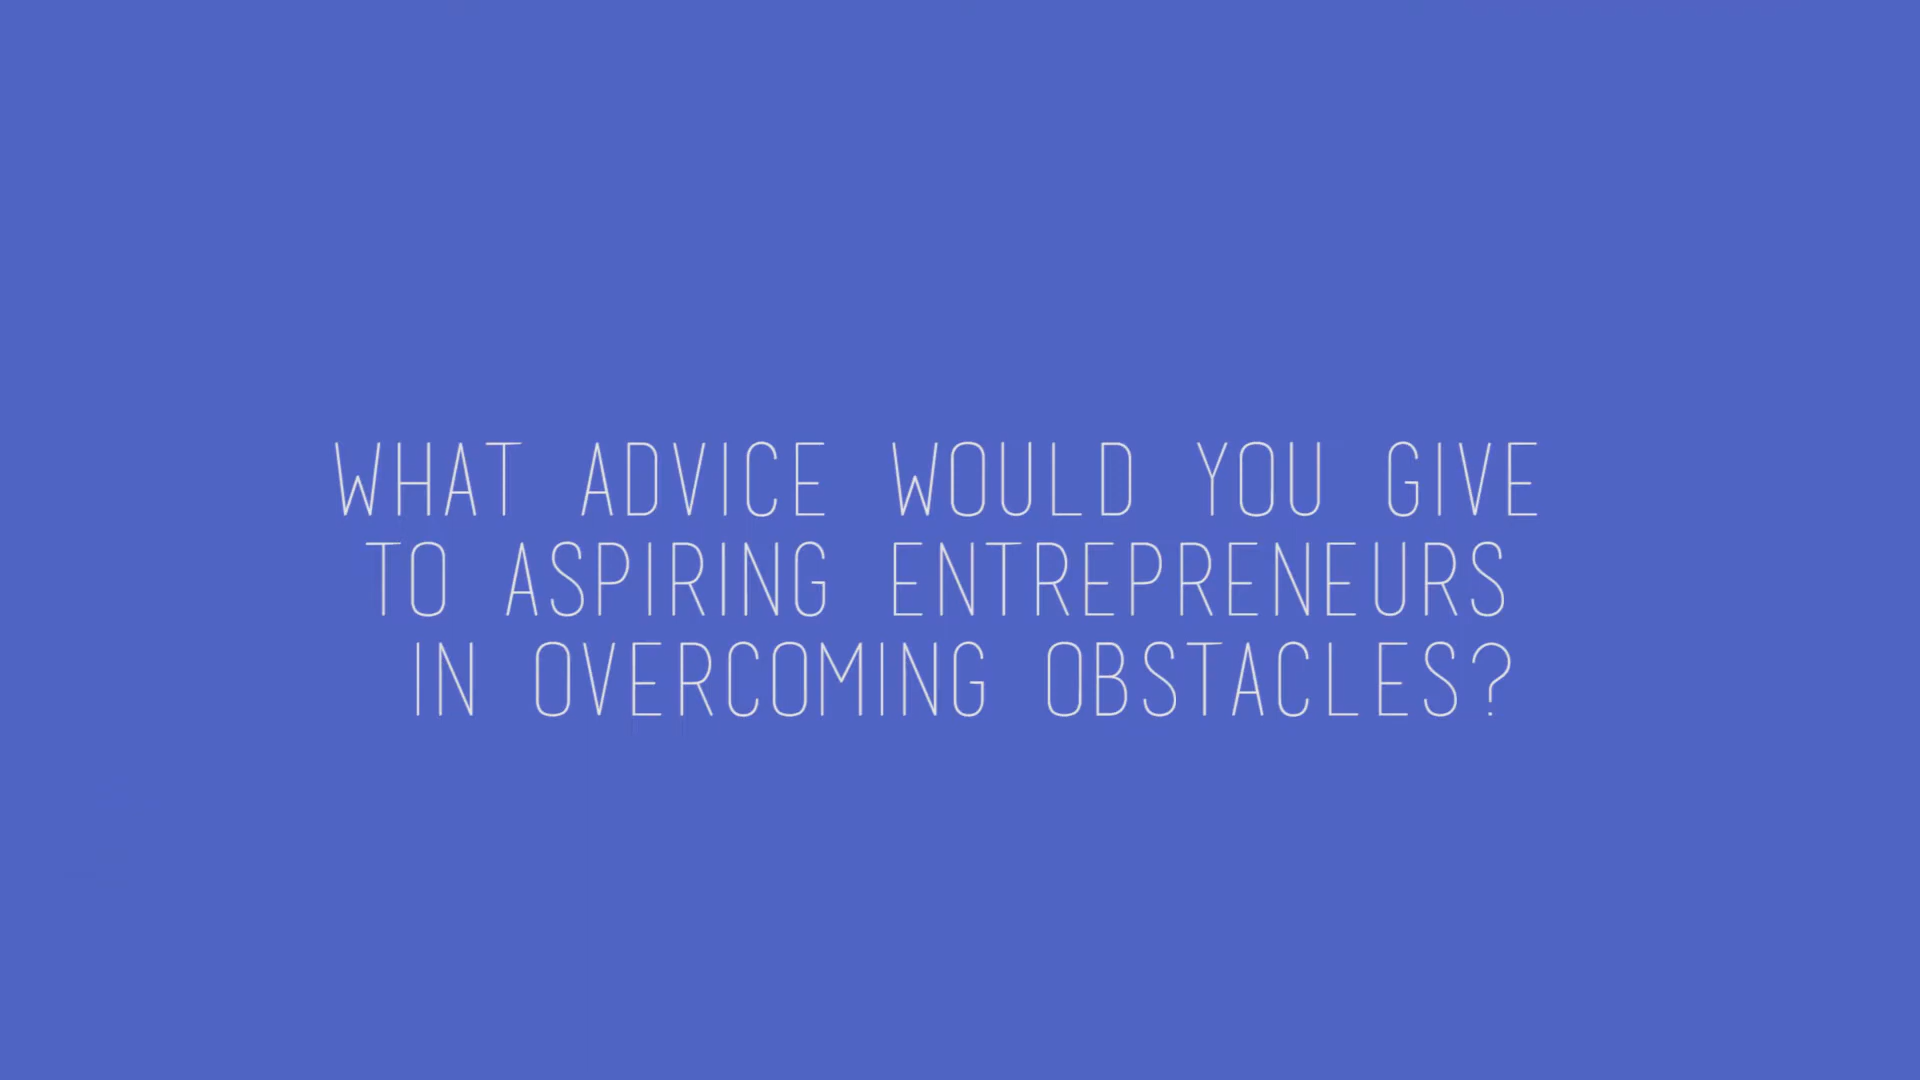 WHAT ADVICE WOULD YOU GIVE
TO ASPIRING ENTREPRENEURS
IN OVERCOMING OBSTACLES?